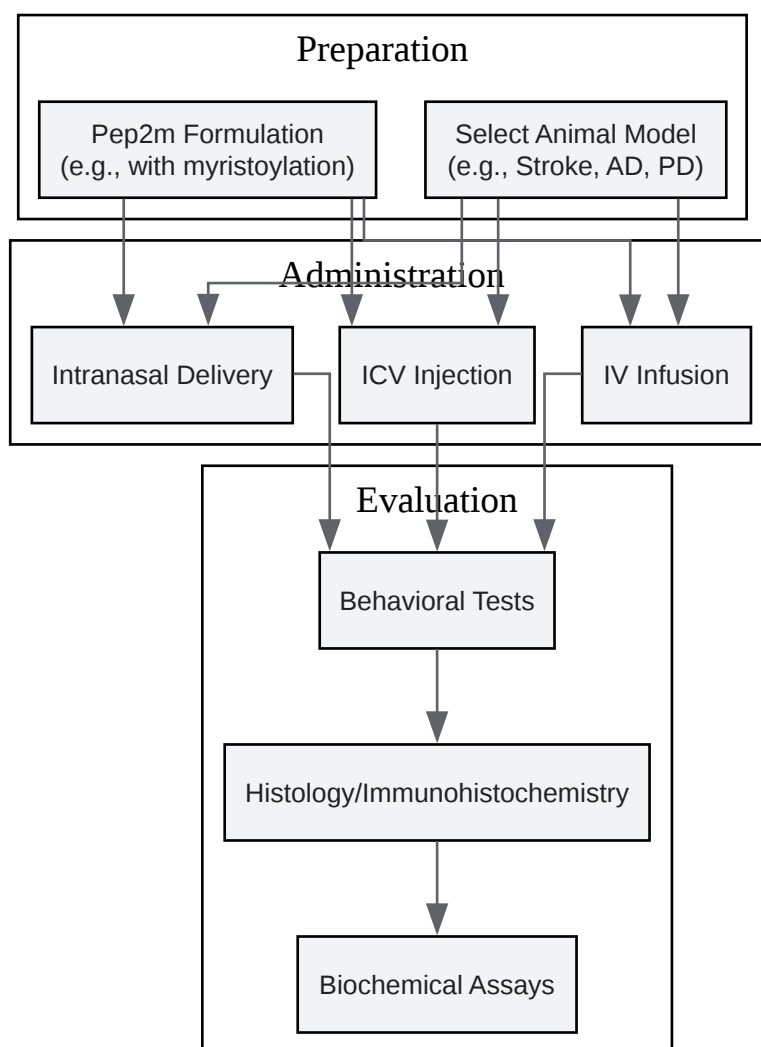 Preparation
Pep2m Formulation
(e.g., with myristoylation)
Select Animal Model
(e.g., Stroke, AD, PD)
Administration
Intranasal Delivery
ICV Injection
IV Infusion
Evaluation
Behavioral Tests
Histology/Immunohistochemistry
Biochemical Assays